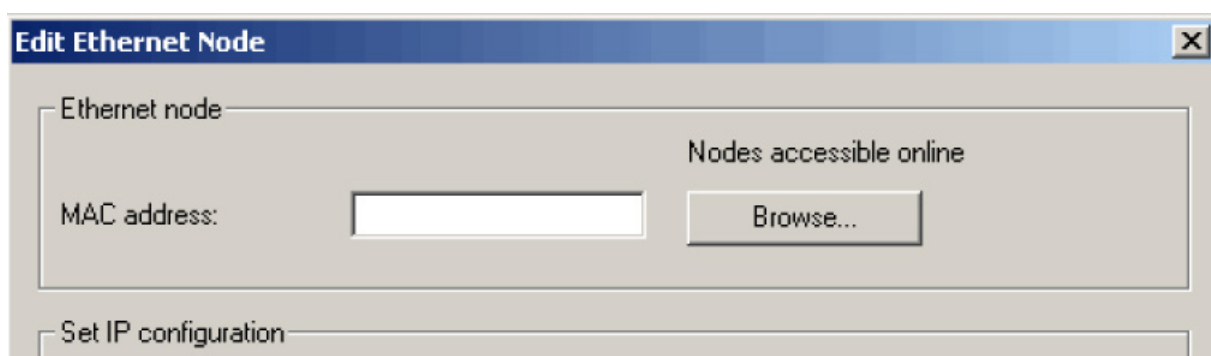 Edit Ethernet Node
Ethernet node
Nodes accessible online
MAC address:
Browse...
Set IP configuration